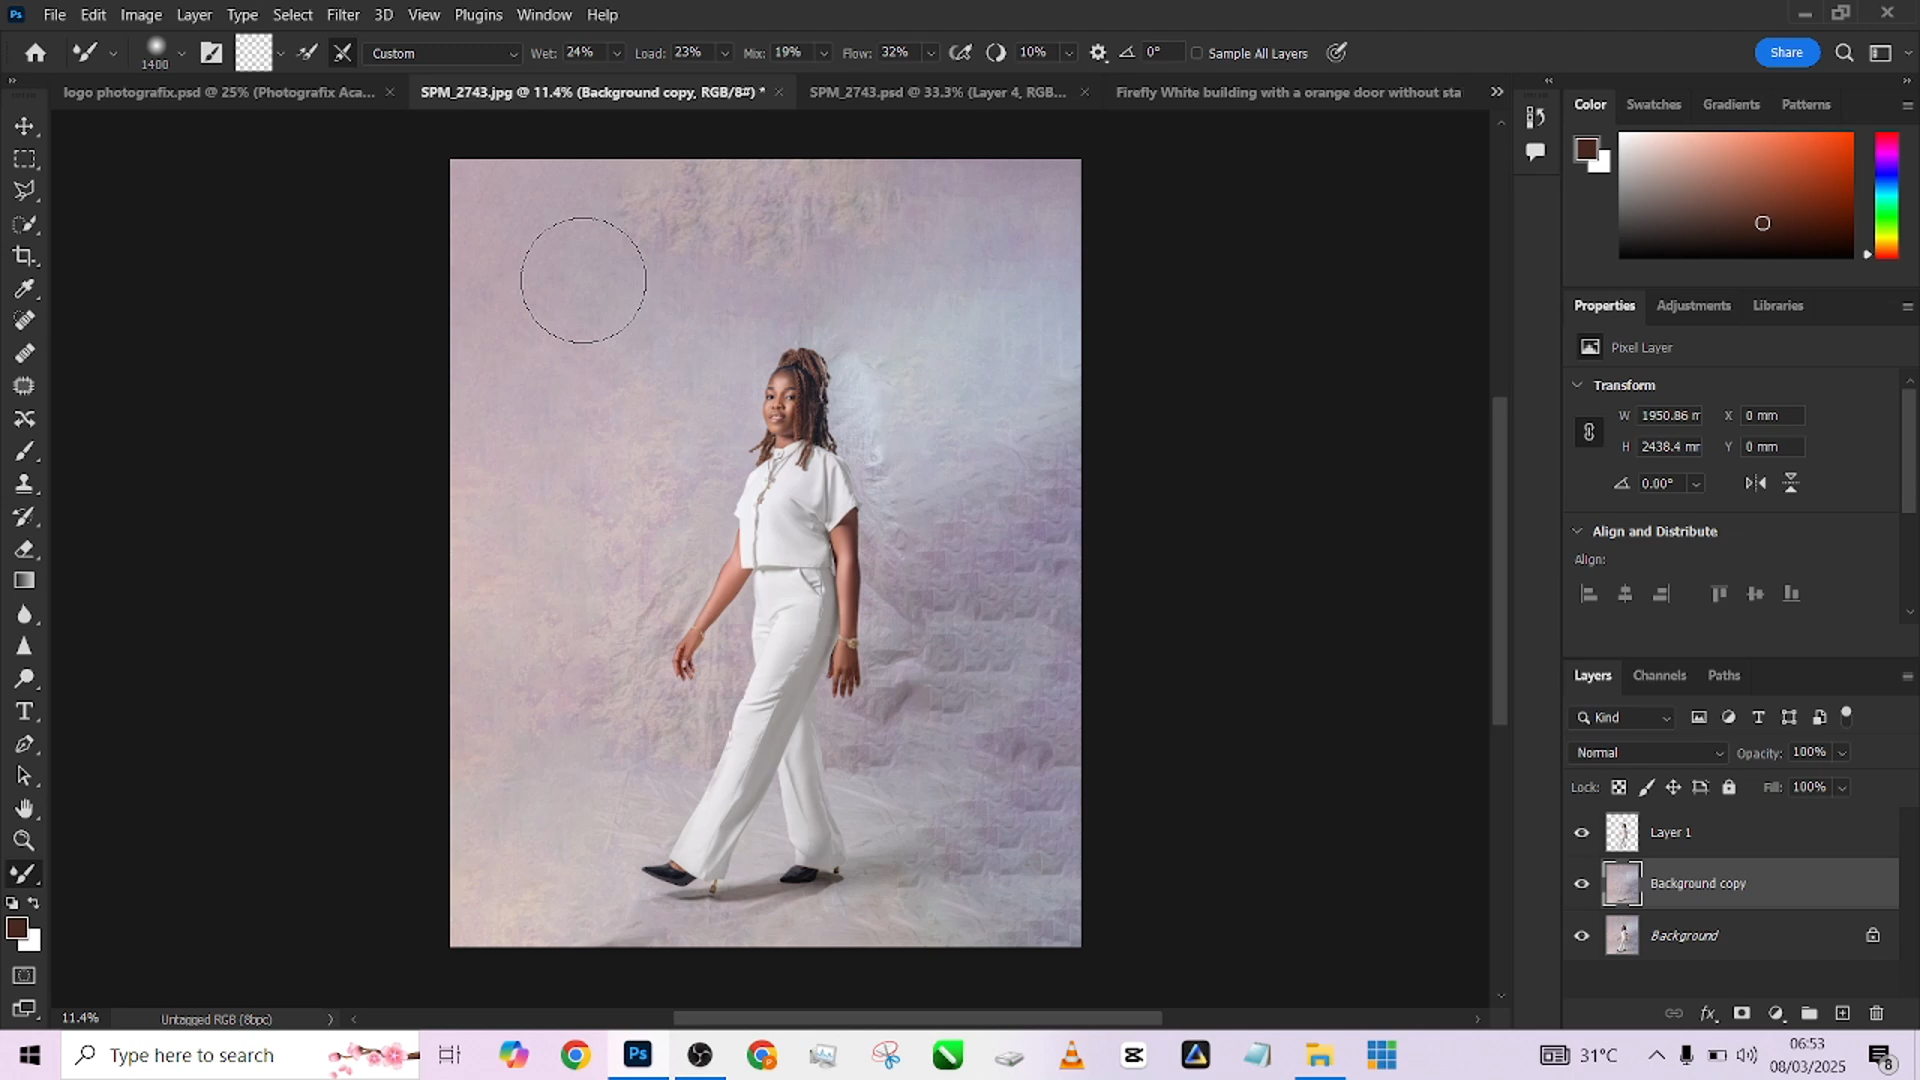 Ps File Edit Image Layer Type Select Filter 3D View Plugins Window Help
1400 Custom Wet: 24% Load: 23% Mix: 19% Flow: 32% 10% 0° Sample All Layers Share
logo photografix.psd @ 25% (Photografix Aca... SPM_2743.jpg @ 11.4% (Background copy, RGB/8#) * SPM_2743.psd @ 33.3% (Layer 4, RGB... Firefly White building with a orange door without sta
Color Swatches Gradients Patterns
Properties Adjustments Libraries
Pixel Layer
Transform
W 1950.86 m X 0 mm
H 2438.4 mm Y 0 mm
0.00°
Align and Distribute
Align:
Layers Channels Paths
Kind
Normal Opacity: 100%
Lock: Fill: 100%
Layer 1
Background copy
Background
fx
11.4% Untagged RGB (8bpc)
Type here to search Ps 31°C 06:53
08/03/2025 8